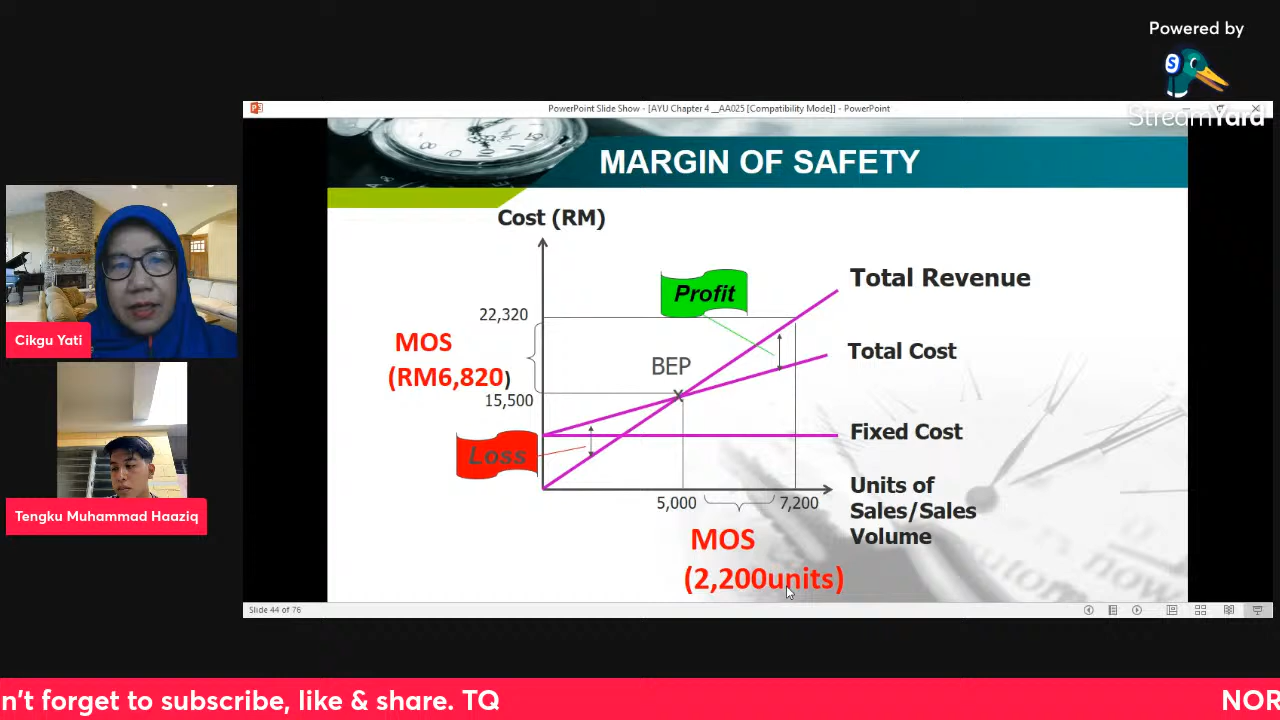 Powered by
StreamYard
PowerPoint Slide Show - [AYU Chapter 4 __AA025 [Compatibility Mode]] - PowerPoint
MARGIN OF SAFETY
Cost (RM)
Total Revenue
Profit
22,320
MOS
(RM6,820)
Total Cost
BEP
15,500
Fixed Cost
Loss
Units of
Sales/Sales
Volume
5,000
7,200
MOS
(2,200units)
Cikgu Yati
Tengku Muhammad Haaziq
Slide 44 of 76
n't forget to subscribe, like & share. TQ
NOR